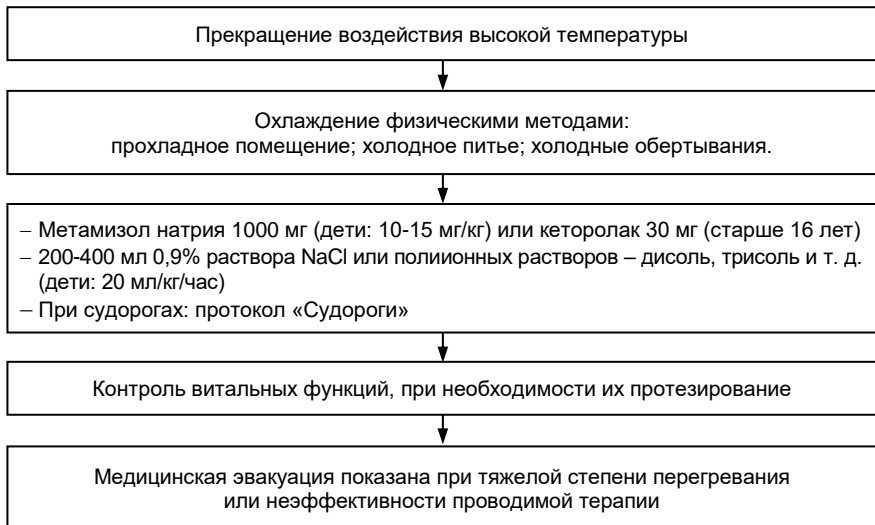 Прекращение воздействия высокой температуры
Охлаждение физическими методами:
прохладное помещение; холодное питье; холодные обертывания.
– Метамизол натрия 1000 мг (дети: 10-15 мг/кг) или кеторолак 30 мг (старше 16 лет)
– 200-400 мл 0,9% раствора NaCl или полиионных растворов – дисоль, трисоль и т. д.
(дети: 20 мл/кг/час)
– При судорогах: протокол «Судороги»
Контроль витальных функций, при необходимости их протезирование
Медицинская эвакуация показана при тяжелой степени перегревания
или неэффективности проводимой терапии